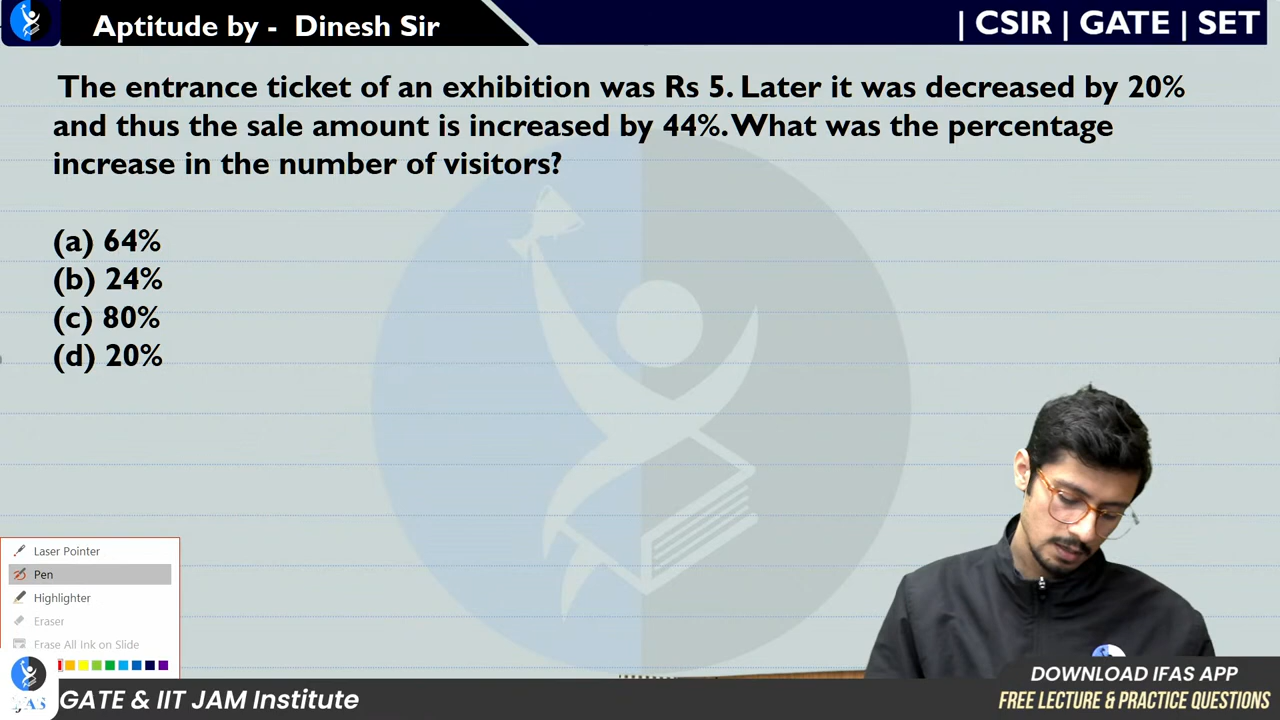 Aptitude by - Dinesh Sir
| CSIR | GATE | SET
The entrance ticket of an exhibition was Rs 5. Later it was decreased by 20%
and thus the sale amount is increased by 44%. What was the percentage
increase in the number of visitors?
(a) 64%
(b) 24%
(c) 80%
(d) 20%
Laser Pointer
Pen
Highlighter
Eraser
Erase All Ink on Slide
IFAS
GATE & IIT JAM Institute
DOWNLOAD IFAS APP
FREE LECTURE & PRACTICE QUESTIONS